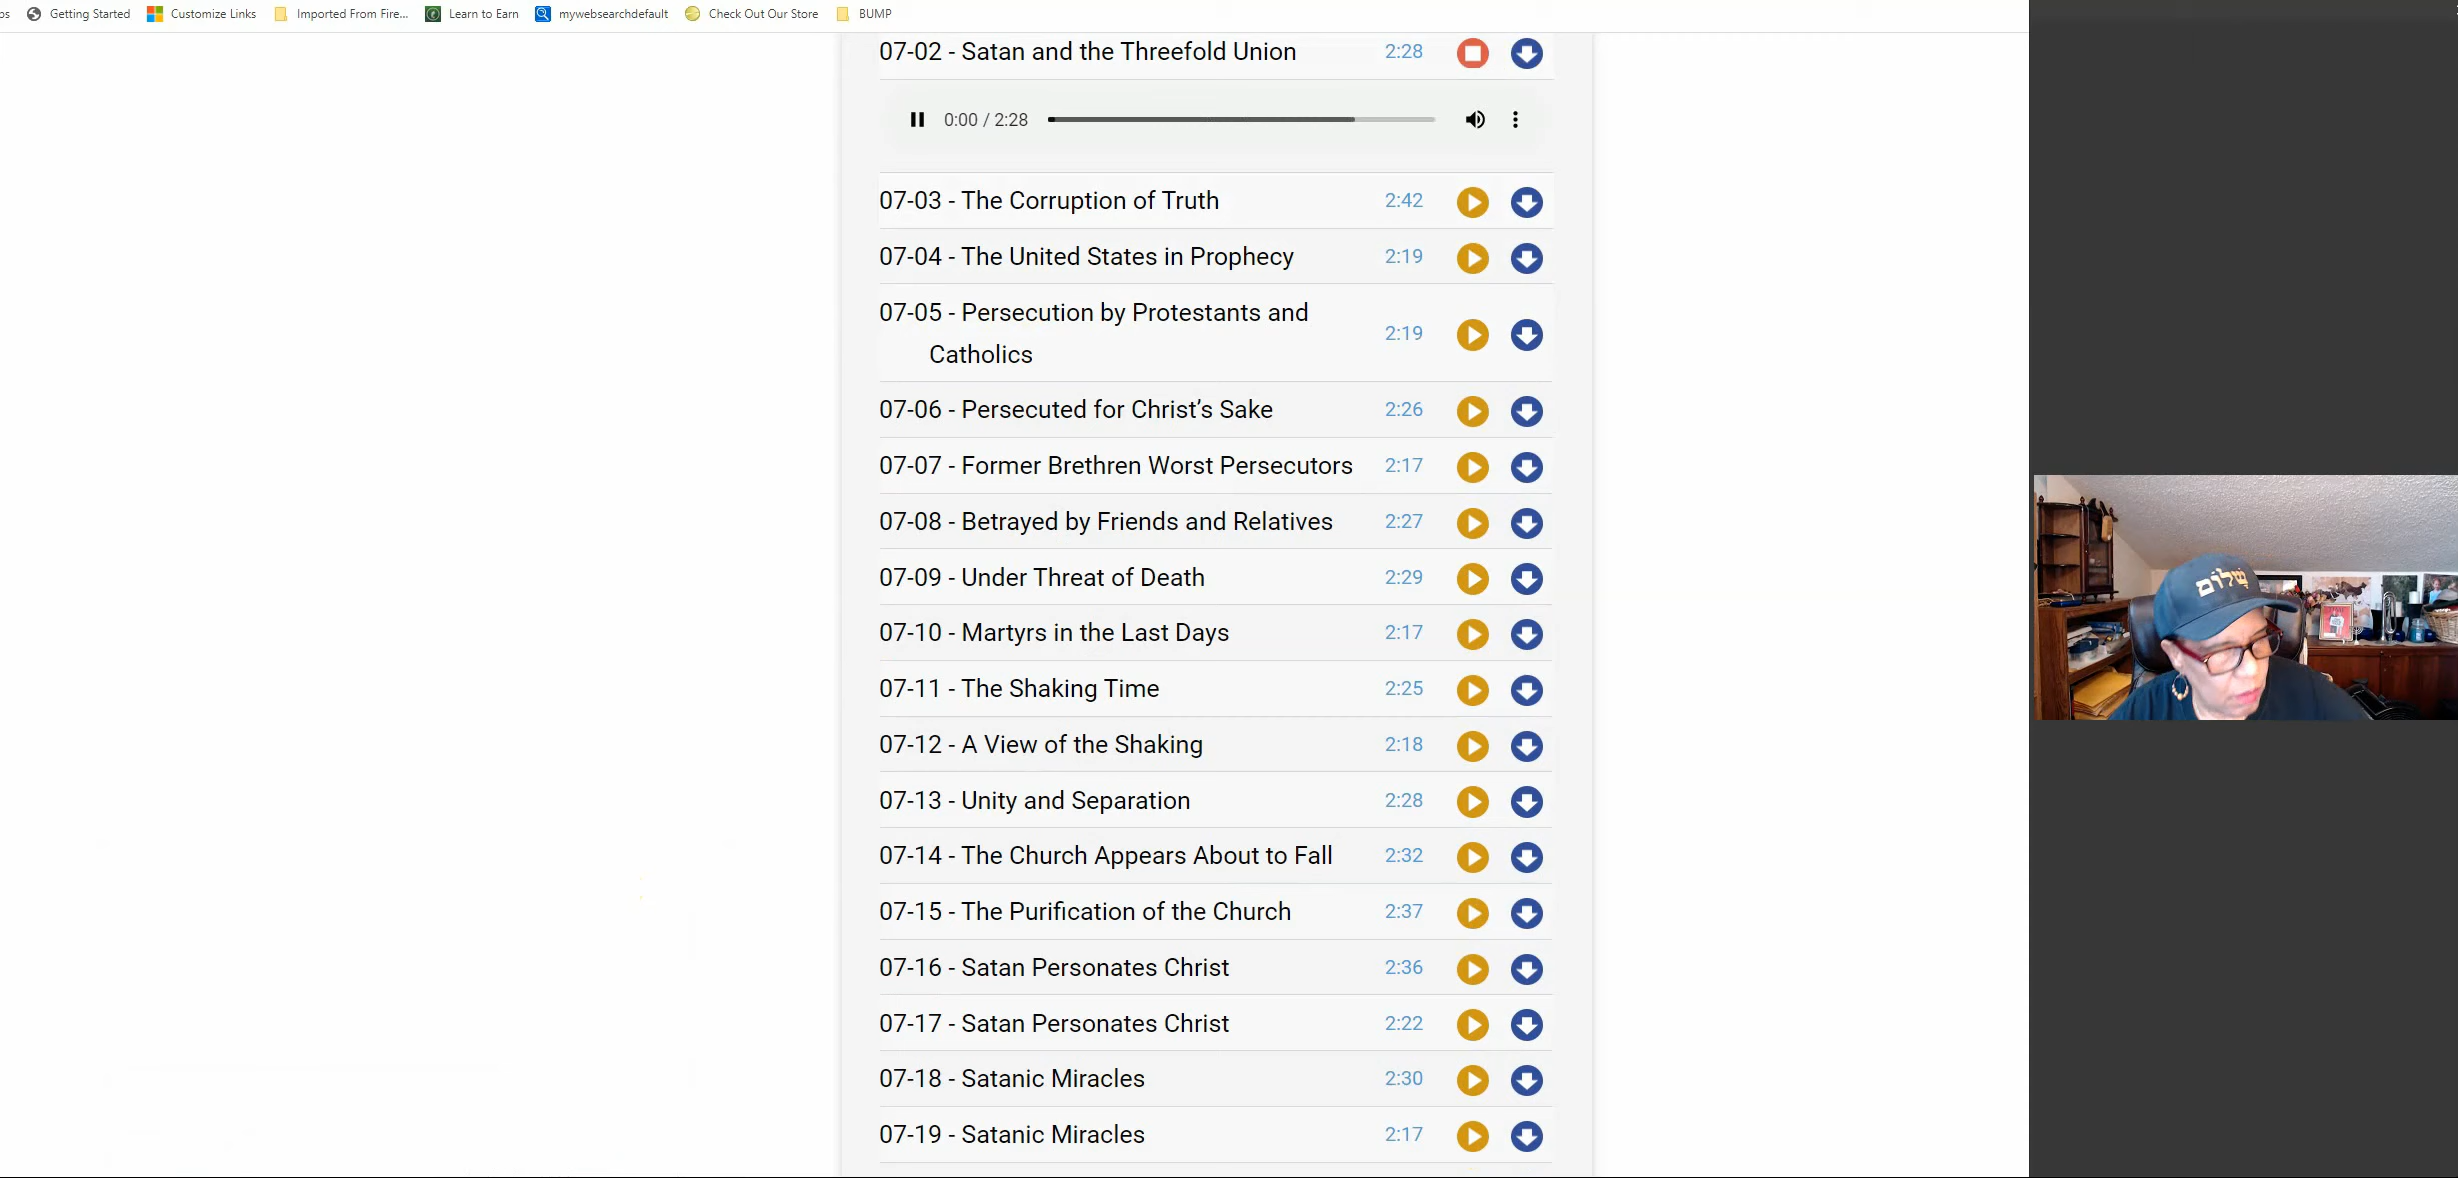 os Getting Started Customize Links Imported From Fire... Learn to Earn mywebsearchdefault Check Out Our Store BUMP
07-02 - Satan and the Threefold Union 2:28
0:00 / 2:28
07-03 - The Corruption of Truth 2:42
07-04 - The United States in Prophecy 2:19
07-05 - Persecution by Protestants and
Catholics 2:19
07-06 - Persecuted for Christ’s Sake 2:26
07-07 - Former Brethren Worst Persecutors 2:17
07-08 - Betrayed by Friends and Relatives 2:27
07-09 - Under Threat of Death 2:29
07-10 - Martyrs in the Last Days 2:17
07-11 - The Shaking Time 2:25
07-12 - A View of the Shaking 2:18
07-13 - Unity and Separation 2:28
07-14 - The Church Appears About to Fall 2:32
07-15 - The Purification of the Church 2:37
07-16 - Satan Personates Christ 2:36
07-17 - Satan Personates Christ 2:22
07-18 - Satanic Miracles 2:30
07-19 - Satanic Miracles 2:17
שָׁלוֹם